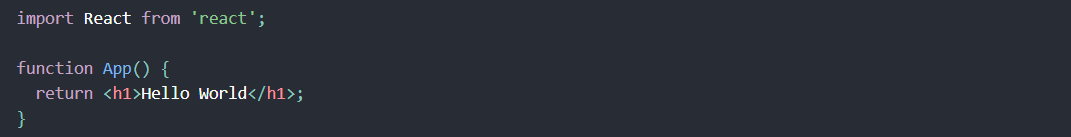 import React from 'react';

function App() {
  return <h1>Hello World</h1>;
}